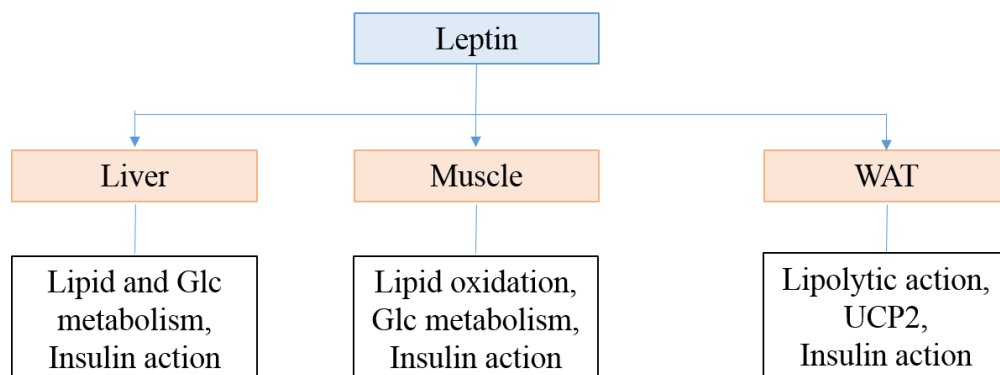 Leptin
Liver
Muscle
WAT
Lipid and Glc
metabolism,
Insulin action
Lipid oxidation,
Glc metabolism,
Insulin action
Lipolytic action,
UCP2,
Insulin action